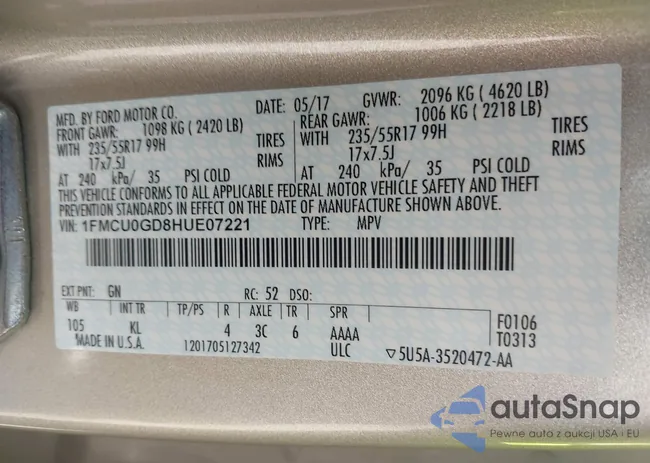 MFD. BY FORD MOTOR CO.
DATE: 05/17 GVWR: 2096 KG ( 4620 LB)
FRONT GAWR: 1098 KG ( 2420 LB)
REAR GAWR: 1006 KG ( 2218 LB)
WITH 235/55R17 99H TIRES
WITH 235/55R17 99H TIRES
17x7.5J RIMS
17x7.5J RIMS
AT 240 kPa/ 35 PSI COLD
AT 240 kPa/ 35 PSI COLD
THIS VEHICLE CONFORMS TO ALL APPLICABLE FEDERAL MOTOR VEHICLE SAFETY AND THEFT
PREVENTION STANDARDS IN EFFECT ON THE DATE OF MANUFACTURE SHOWN ABOVE.
VIN: 1FMCU0GD8HUE07221 TYPE: MPV
EXT PNT: GN RC: 52 DSO:
WB INT TR TP/PS R AXLE TR SPR
105 KL 4 3C 6 AAAA
ULC
F0106
T0313
MADE IN U.S.A. 1201705127342
▽5U5A-3520472-AA
autaSnap
Pewne auta z aukcji USA i EU